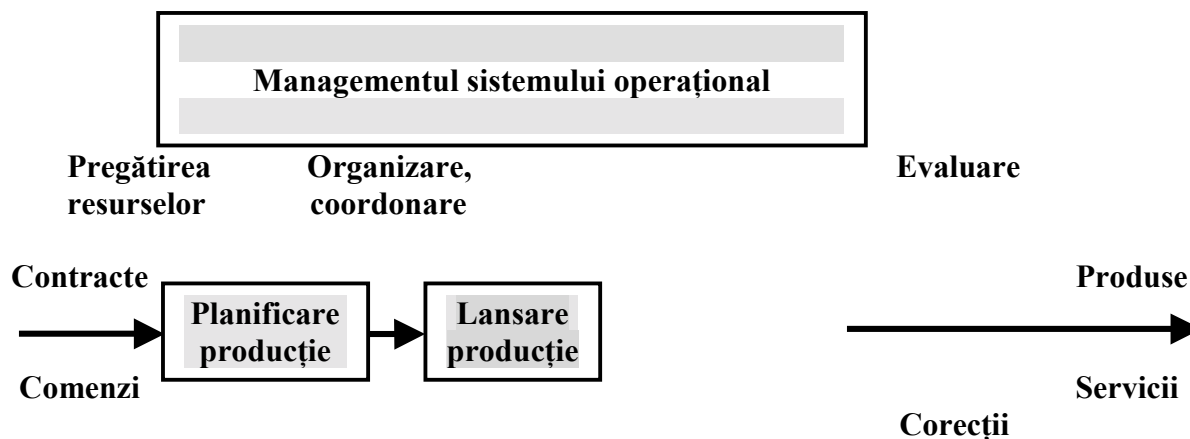 Managementul sistemului operațional
Pregătirea
resurselor
Organizare,
coordonare
Evaluare
Contracte
Planificare
producție
Lansare
producție
Produse
Comenzi
Servicii
Corecții